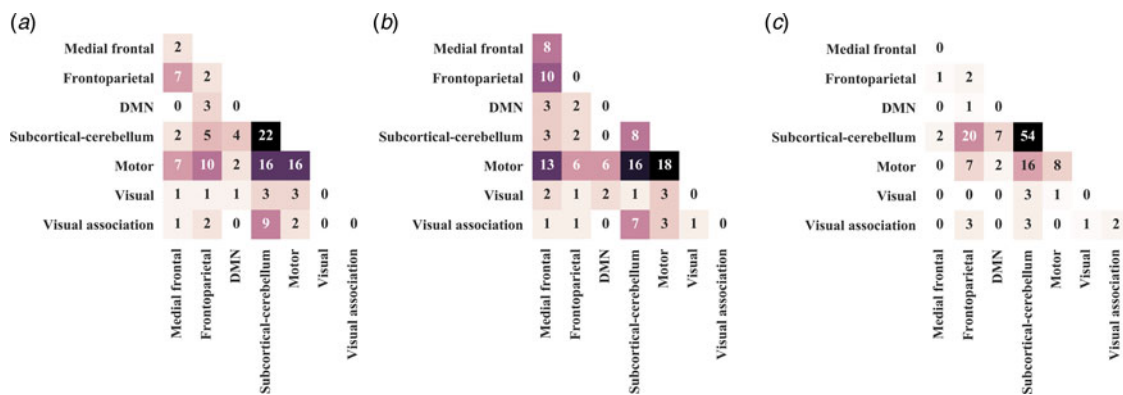 (a)
Medial frontal 2
Frontoparietal 7 2
DMN 0 3 0
Subcortical-cerebellum 2 5 4 22
Motor 7 10 2 16 16
Visual 1 1 1 3 3 0
Visual association 1 2 0 9 2 0 0
Medial frontal
Frontoparietal
DMN
Subcortical-cerebellum
Motor
Visual
Visual association
(b)
Medial frontal 8
Frontoparietal 10 0
DMN 3 2 0
Subcortical-cerebellum 3 2 0 8
Motor 13 6 6 16 18
Visual 2 1 2 1 3 0
Visual association 1 1 0 7 3 1 0
Medial frontal
Frontoparietal
DMN
Subcortical-cerebellum
Motor
Visual
Visual association
(c)
Medial frontal 0
Frontoparietal 1 2
DMN 0 1 0
Subcortical-cerebellum 2 20 7 54
Motor 0 7 2 16 8
Visual 0 0 0 3 1 0
Visual association 0 3 0 3 0 1 2
Medial frontal
Frontoparietal
DMN
Subcortical-cerebellum
Motor
Visual
Visual association